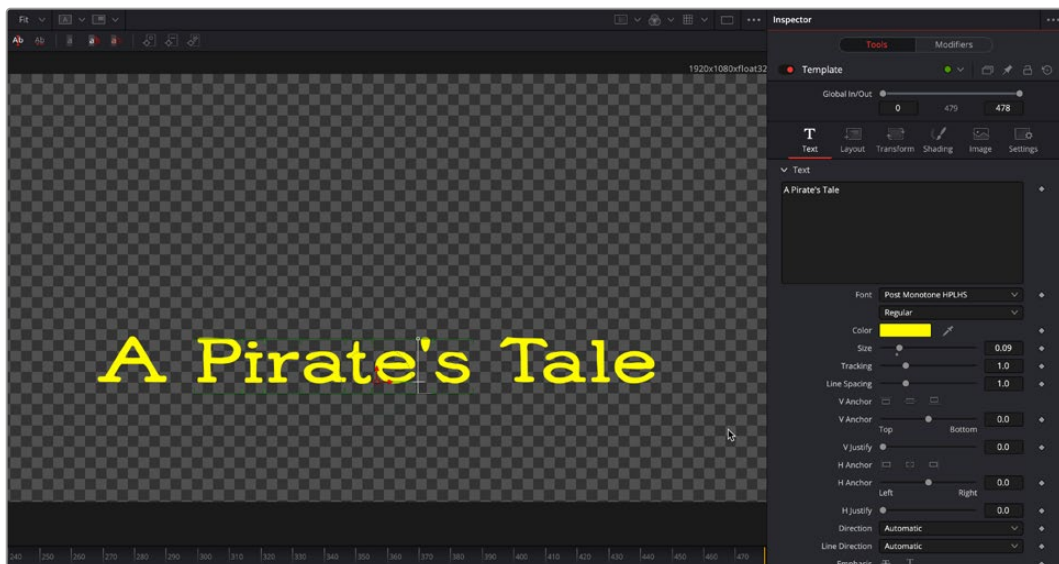 Fit
A
Inspector
Ab
a
a
a
Tools
Modifiers
1920x1080xfloat32
Template
Global In/Out
0
479
478
T
Text
Layout
Transform
Shading
Image
Settings
Text
A Pirate's Tale
Font
Post Monotone HPLHS
Regular
Color
Size
0.09
Tracking
1.0
Line Spacing
1.0
V Anchor
V Anchor
0.0
Top
Bottom
V Justify
0.0
H Anchor
H Anchor
0.0
Left
Right
H Justify
0.0
Direction
Automatic
Line Direction
Automatic
Emphasis
A Pirate's Tale
240 250 260 270 280 290 300 310 320 330 340 350 360 370 380 390 400 410 420 430 440 450 460 470